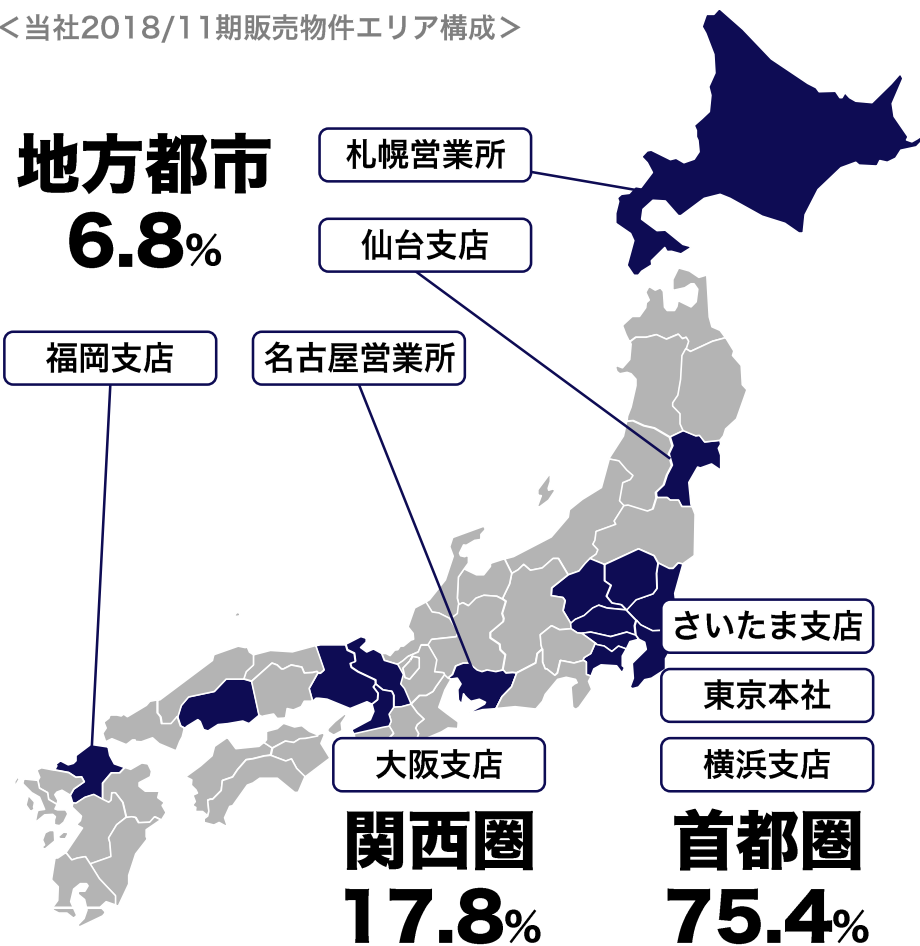 ＜当社2018/11期販売物件エリア構成＞
地方都市
6.8%
札幌営業所
仙台支店
福岡支店
名古屋営業所
さいたま支店
東京本社
横浜支店
大阪支店
関西圏
17.8%
首都圏
75.4%